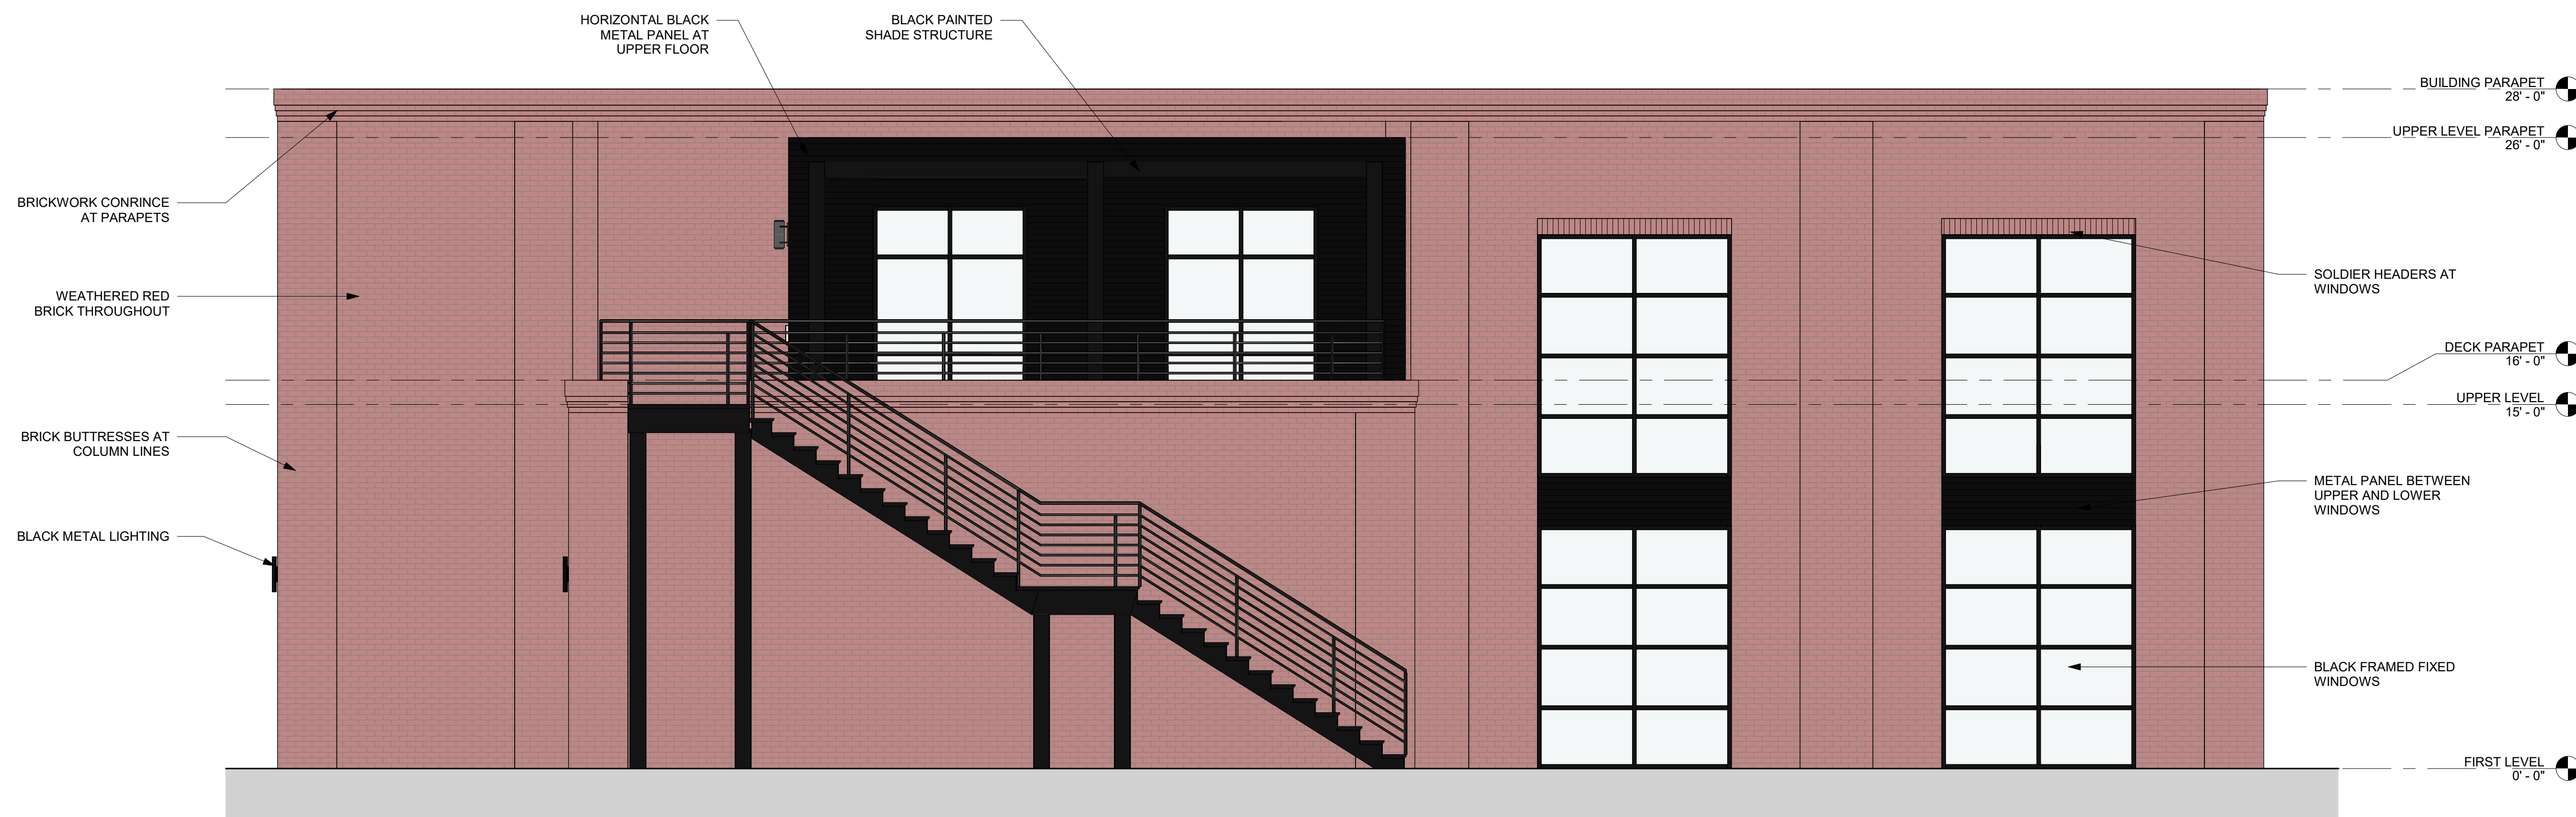 HORIZONTAL BLACK
METAL PANEL AT
UPPER FLOOR
BLACK PAINTED
SHADE STRUCTURE
BRICKWORK CONRINCE
AT PARAPETS
WEATHERED RED
BRICK THROUGHOUT
BRICK BUTTRESSES AT
COLUMN LINES
BLACK METAL LIGHTING
BUILDING PARAPET
28' - 0"
UPPER LEVEL PARAPET
26' - 0"
SOLDIER HEADERS AT
WINDOWS
DECK PARAPET
16' - 0"
UPPER LEVEL
15' - 0"
METAL PANEL BETWEEN
UPPER AND LOWER
WINDOWS
BLACK FRAMED FIXED
WINDOWS
FIRST LEVEL
0' - 0"